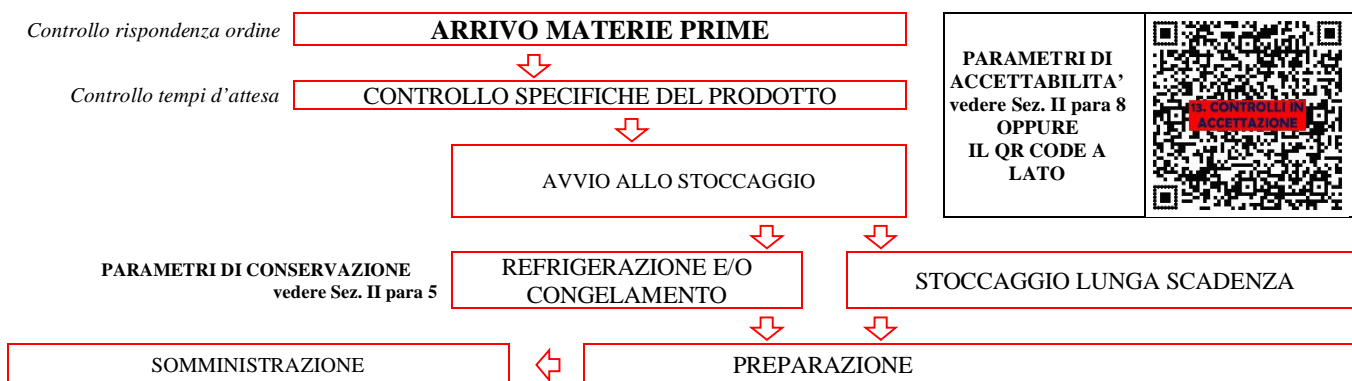 Controllo rispondenza ordine
ARRIVO MATERIE PRIME
Controllo tempi d'attesa
CONTROLLO SPECIFICHE DEL PRODOTTO
PARAMETRI DI
ACCETTABILITA'
vedere Sez. II para 8
OPPURE
IL QR CODE A
LATO
13. CONTROLLI IN
ACCETTAZIONE
AVVIO ALLO STOCCAGGIO
PARAMETRI DI CONSERVAZIONE
vedere Sez. II para 5
REFRIGERAZIONE E/O
CONGELAMENTO
STOCCAGGIO LUNGA SCADENZA
SOMMINISTRAZIONE
PREPARAZIONE